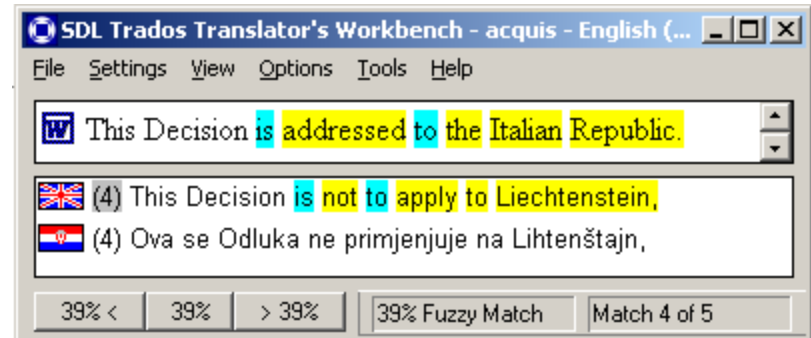 SDL Trados Translator's Workbench - acquis - English (...
File Settings View Options Tools Help
This Decision is addressed to the Italian Republic.
(4) This Decision is not to apply to Liechtenstein,
(4) Ova se Odluka ne primjenjuje na Lihtenštajn,
39% < 39% > 39% 39% Fuzzy Match Match 4 of 5